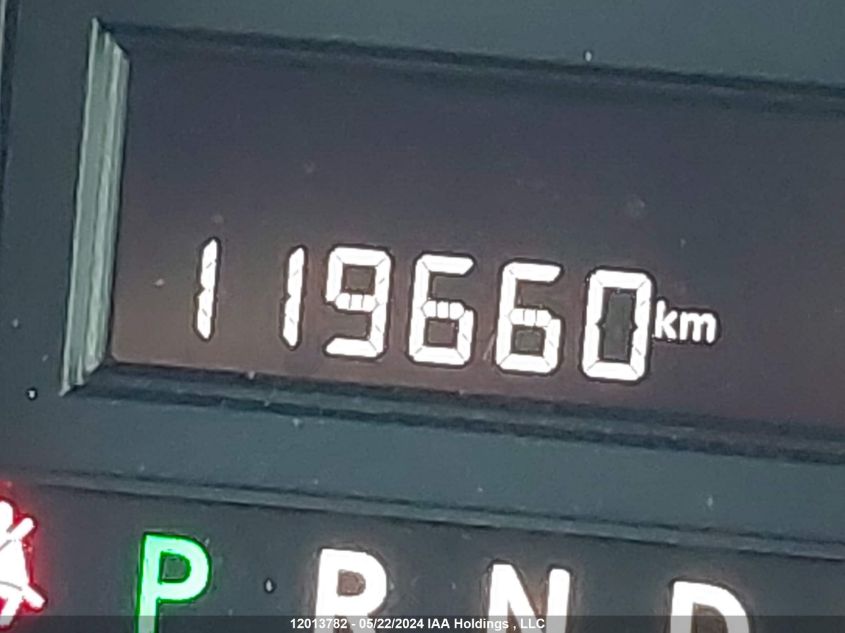 119660 km
P R N D
12013782 - 05/22/2024 IAA Holdings , LLC